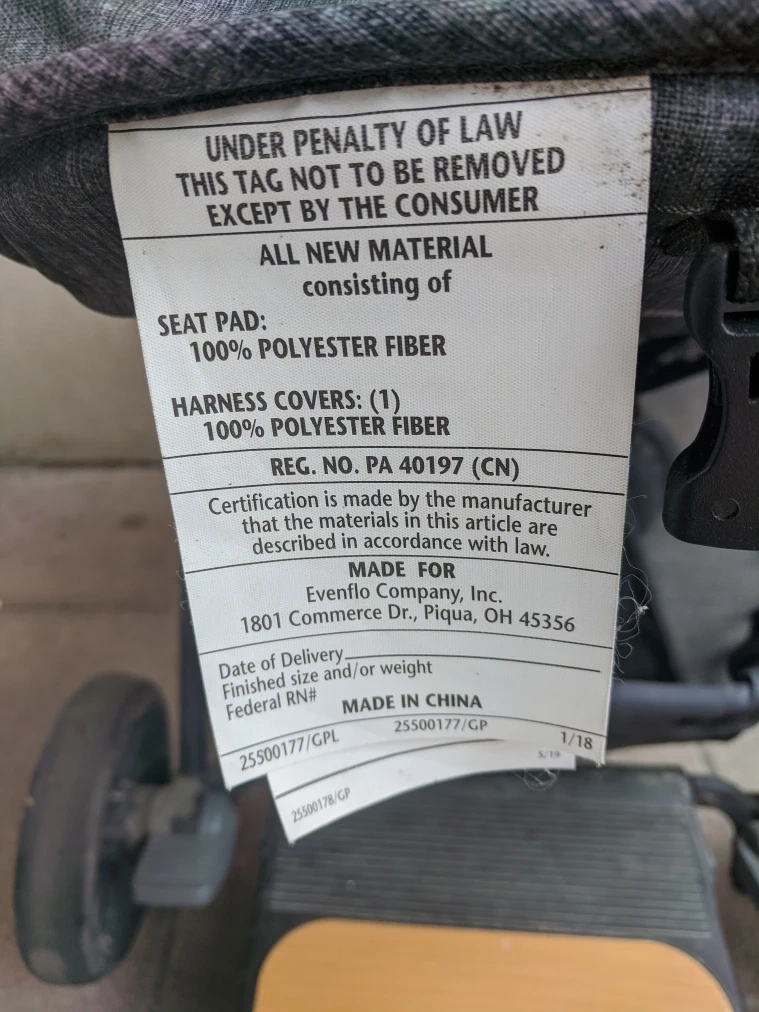 UNDER PENALTY OF LAW
THIS TAG NOT TO BE REMOVED
EXCEPT BY THE CONSUMER
ALL NEW MATERIAL
consisting of
SEAT PAD:
100% POLYESTER FIBER
HARNESS COVERS: (1)
100% POLYESTER FIBER
REG. NO. PA 40197 (CN)
Certification is made by the manufacturer
that the materials in this article are
described in accordance with law.
MADE FOR
Evenflo Company, Inc.
1801 Commerce Dr., Piqua, OH 45356
Date of Delivery
Finished size and/or weight
Federal RN#
MADE IN CHINA
25500177/GPL 25500177/GP 1/18
5/19
25500178/GP